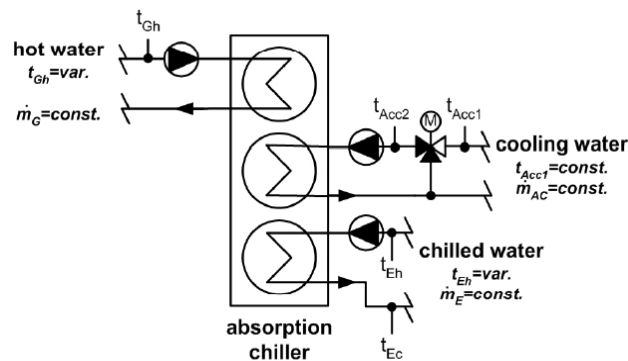 t_Gh
hot water
t_Gh=var.
ṁ_G=const.
t_Acc2
M
t_Acc1
cooling water
t_Acc1=const.
ṁ_AC=const.
t_Eh
chilled water
t_Eh=var.
ṁ_E=const.
absorption
chiller
t_Ec